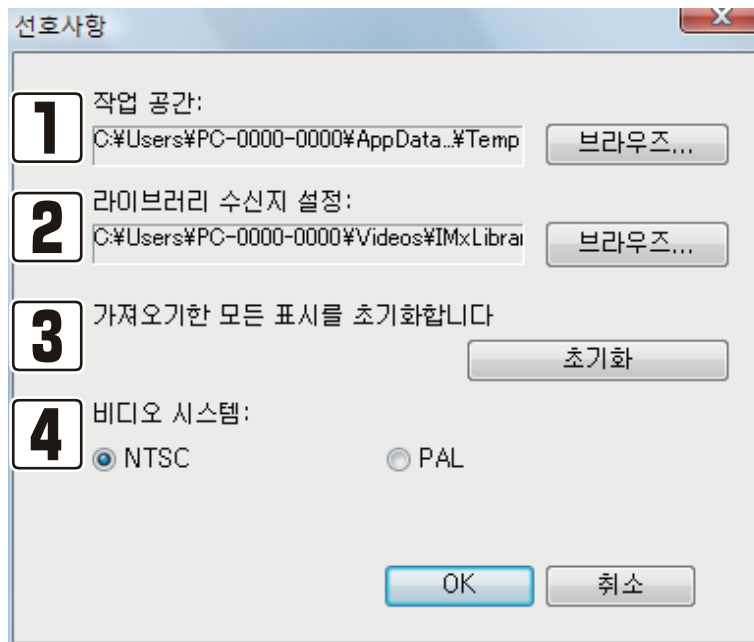 선호사항
x
1
작업 공간:
C:¥Users¥PC-0000-0000¥AppData...¥Temp
브라우즈...
2
라이브러리 수신지 설정:
C:¥Users¥PC-0000-0000¥Videos¥IMxLibrar
브라우즈...
3
가져오기한 모든 표시를 초기화합니다
초기화
4
비디오 시스템:
NTSC PAL
OK 취소